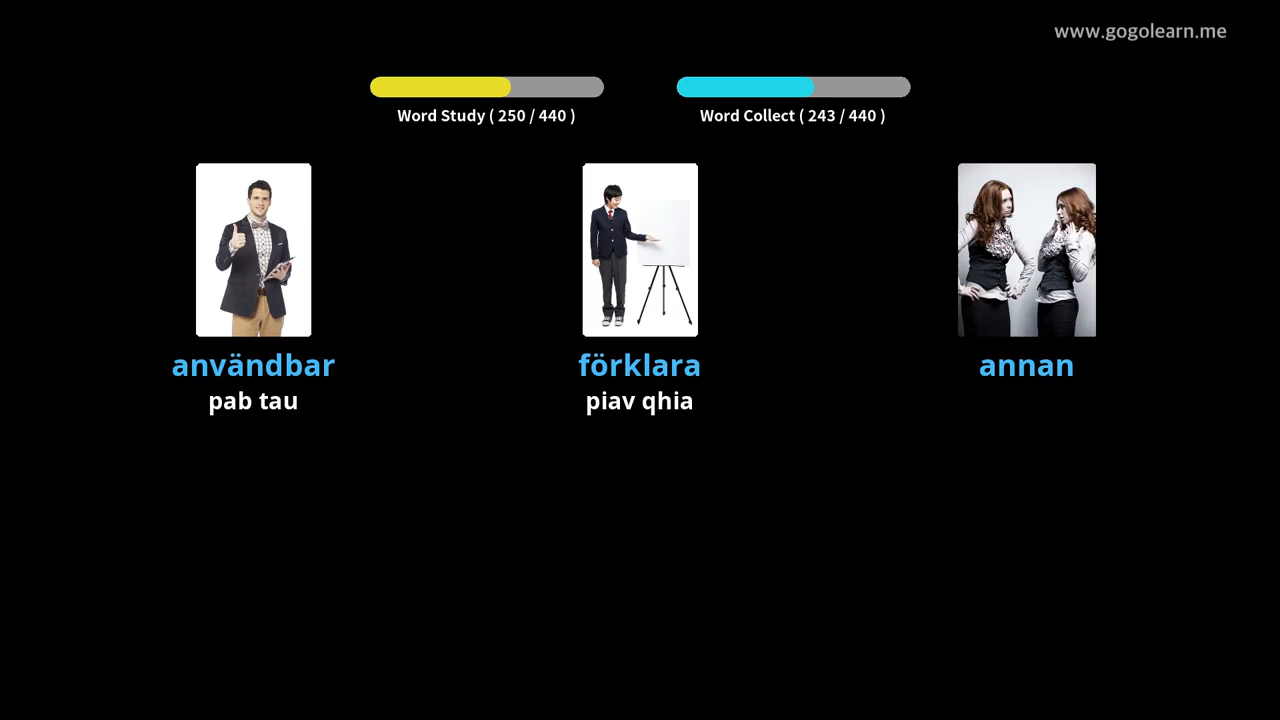 www.gogolearn.me
Word Study ( 250 / 440 )
Word Collect ( 243 / 440 )
användbar
förklara
annan
pab tau
piav qhia